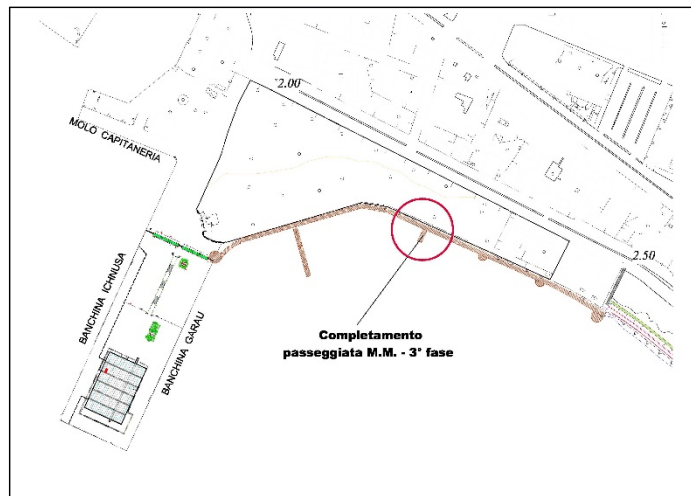 2.00
MOLO CAPITANERIA
2.50
BANCHINA ICHNUSA
BANCHINA GARAU
Completamento
passeggiata M.M. - 3° fase